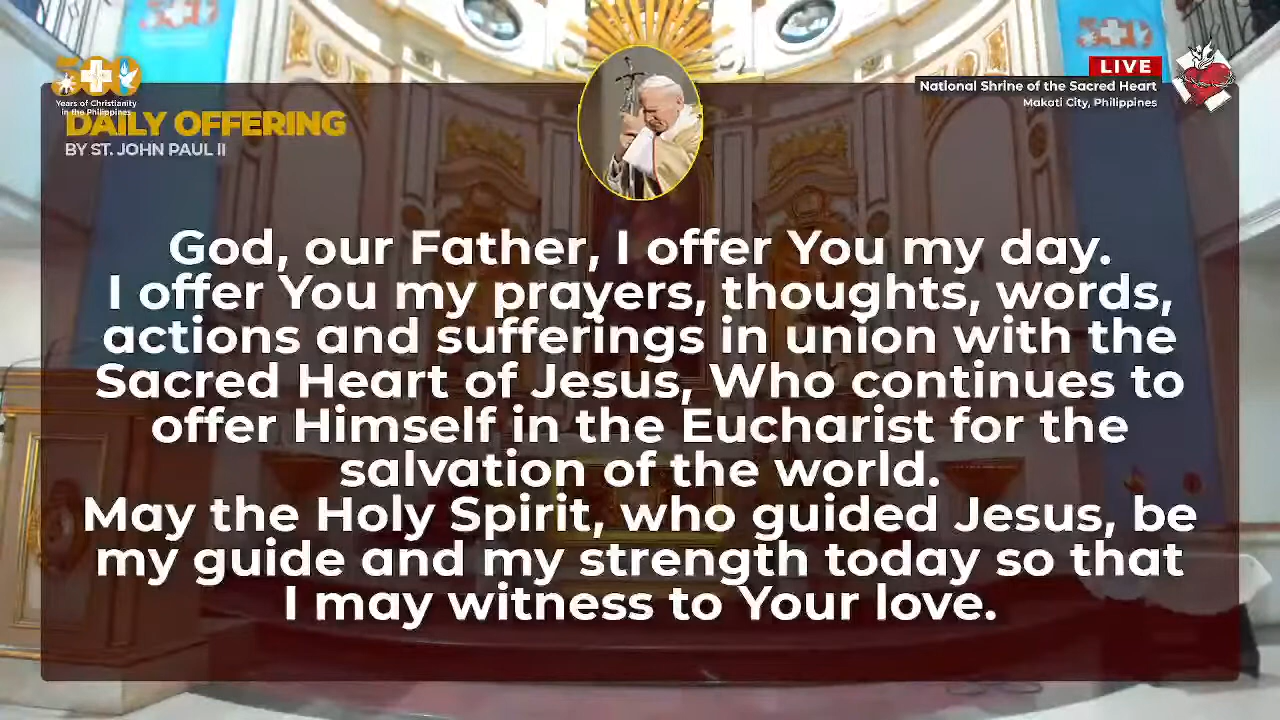 500
Years of Christianity
in the Philippines
DAILY OFFERING
BY ST. JOHN PAUL II
LIVE
National Shrine of the Sacred Heart
Makati City, Philippines
God, our Father, I offer You my day.
I offer You my prayers, thoughts, words,
actions and sufferings in union with the
Sacred Heart of Jesus, Who continues to
offer Himself in the Eucharist for the
salvation of the world.
May the Holy Spirit, who guided Jesus, be
my guide and my strength today so that
I may witness to Your love.